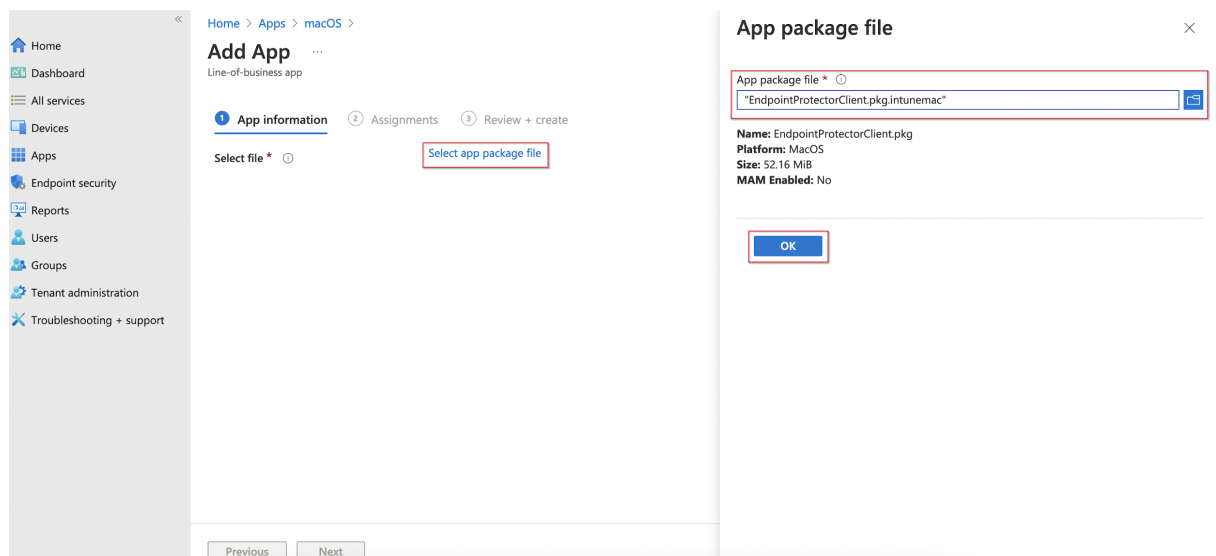 «
Home
Dashboard
All services
Devices
Apps
Endpoint security
Reports
Users
Groups
Tenant administration
Troubleshooting + support
Home > Apps > macOS >
Add App ...
Line-of-business app
1 App information 2 Assignments 3 Review + create
Select file * Select app package file
Previous Next
App package file
App package file *
"EndpointProtectorClient.pkg.intunemac"
Name: EndpointProtectorClient.pkg
Platform: MacOS
Size: 52.16 MiB
MAM Enabled: No
OK